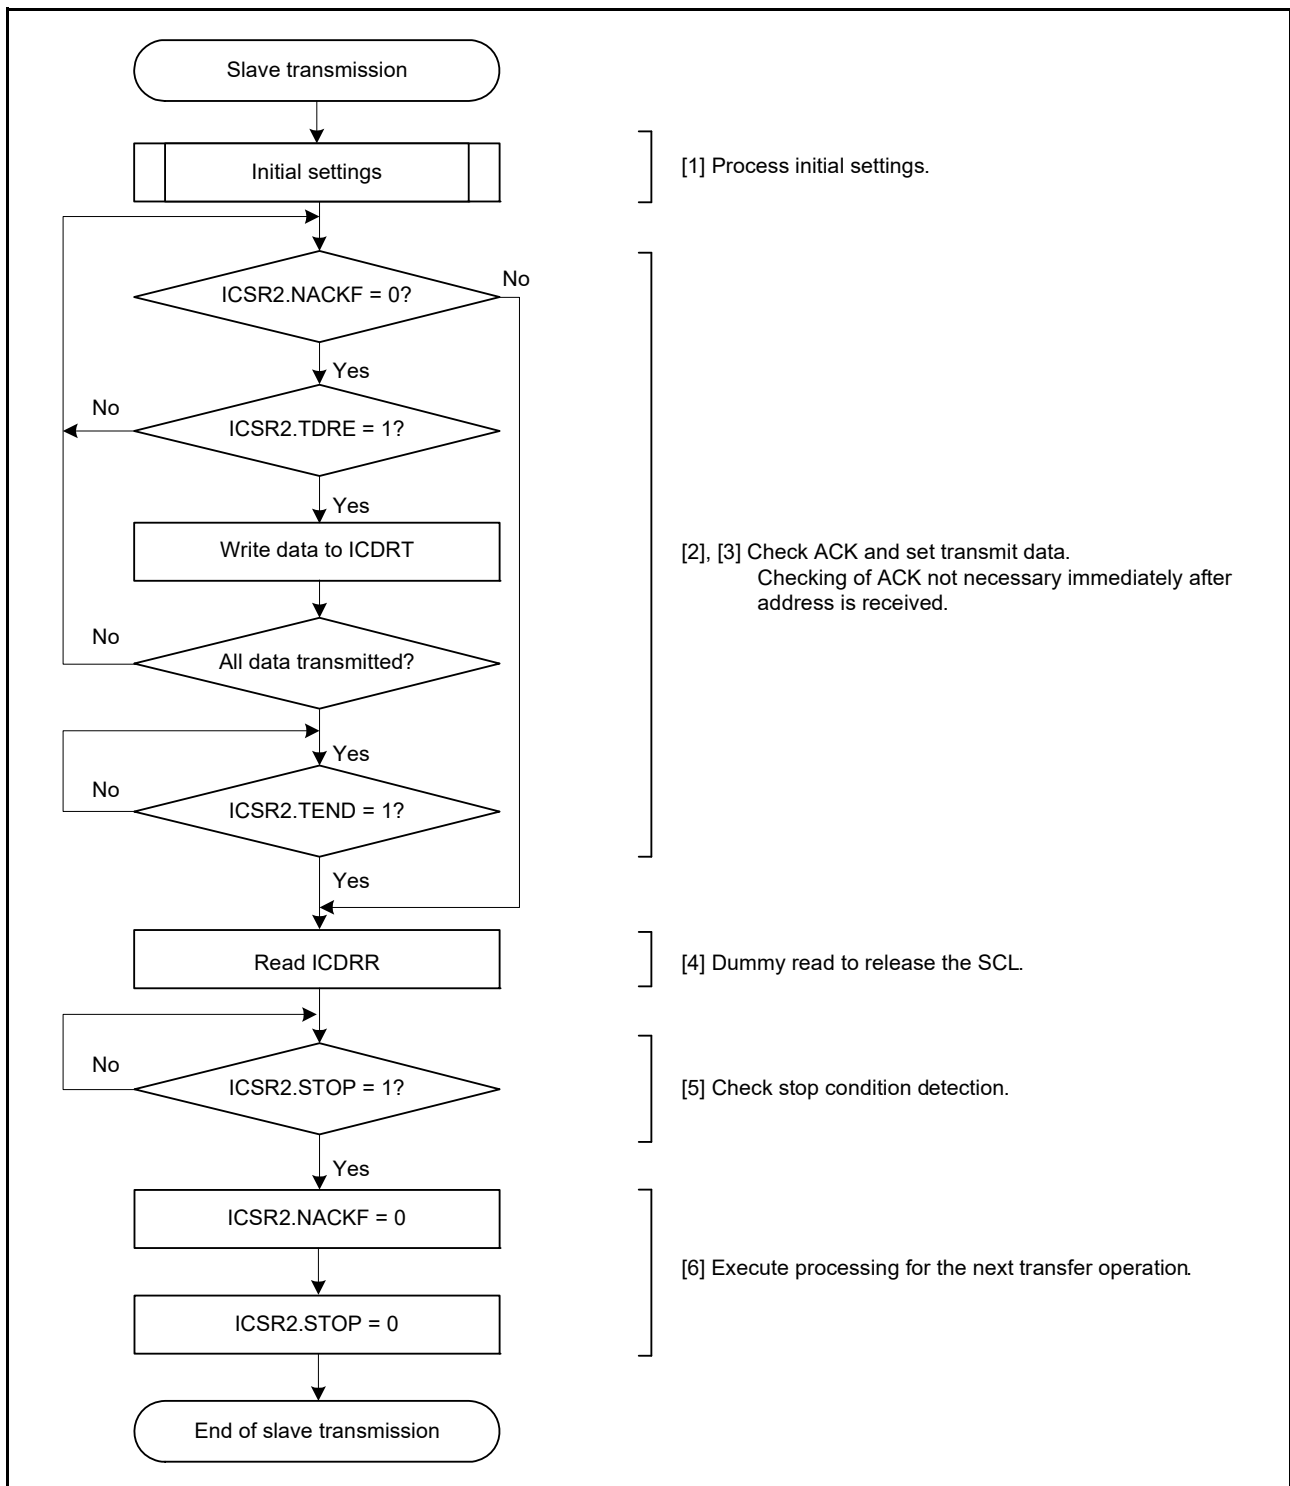 Slave transmission
Initial settings
[1] Process initial settings.
ICSR2.NACKF = 0?
No
Yes
No
ICSR2.TDRE = 1?
Yes
Write data to ICDRT
[2], [3] Check ACK and set transmit data.
Checking of ACK not necessary immediately after
address is received.
No
All data transmitted?
Yes
No
ICSR2.TEND = 1?
Yes
Read ICDRR
[4] Dummy read to release the SCL.
No
ICSR2.STOP = 1?
[5] Check stop condition detection.
Yes
ICSR2.NACKF = 0
[6] Execute processing for the next transfer operation.
ICSR2.STOP = 0
End of slave transmission